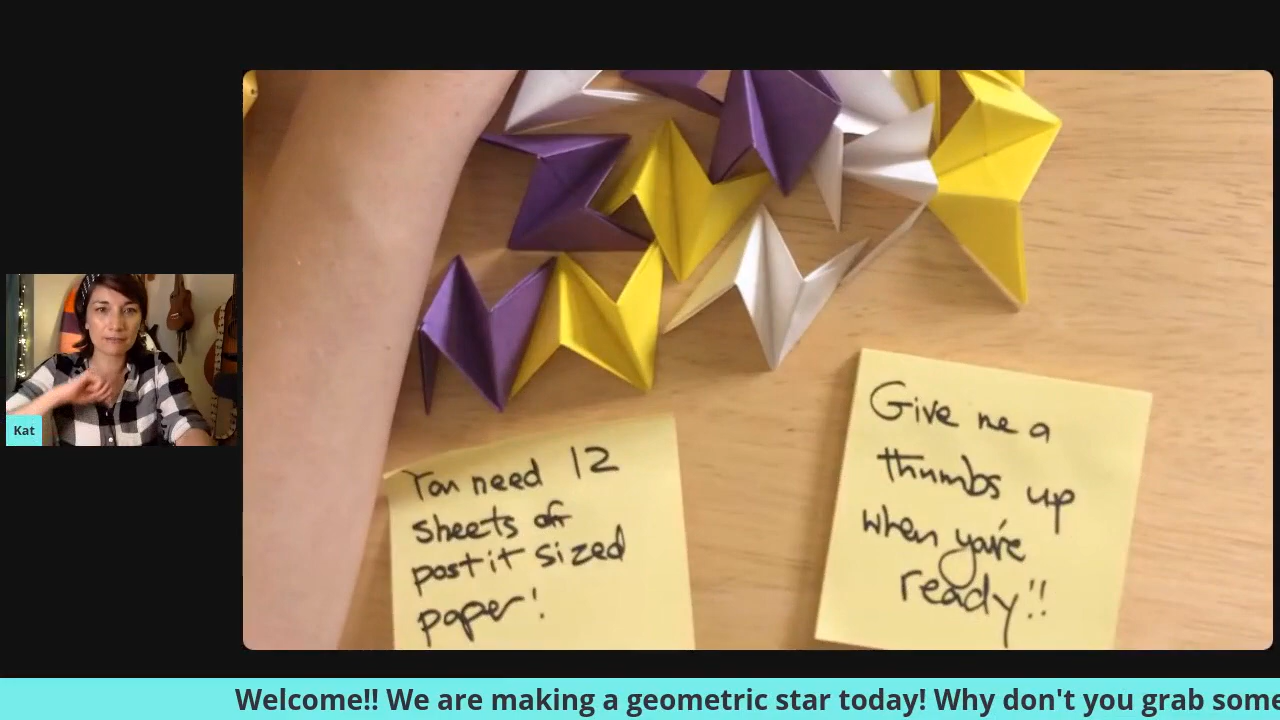 Kat
You need 12
sheets of
postit sized
paper!
Give me a
thumbs up
when you're
ready!!
Welcome!! We are making a geometric star today! Why don't you grab some